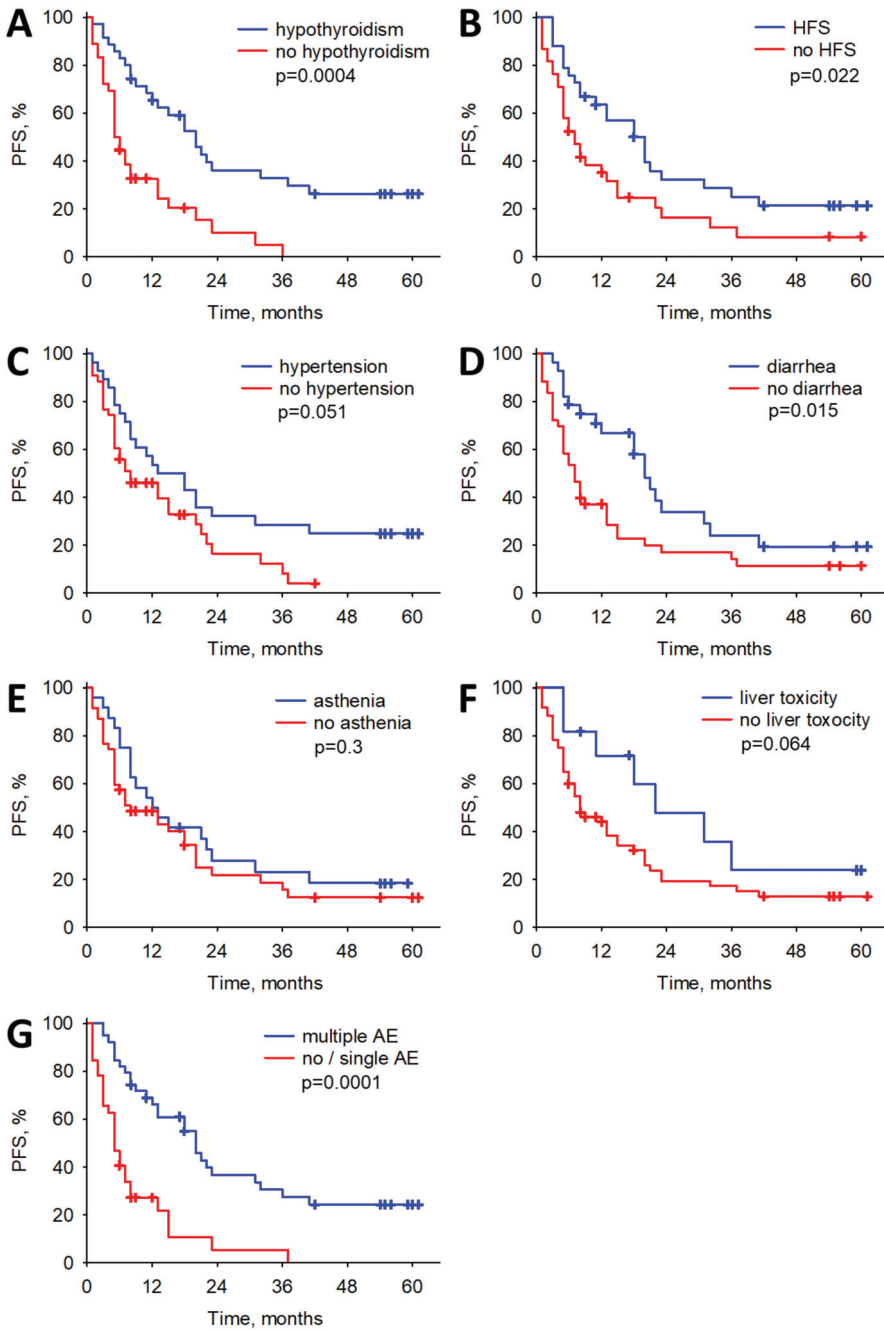 A
hypothyroidism
no hypothyroidism
p=0.0004
PFS, %
100
80
60
40
20
0
0 12 24 36 48 60
Time, months
B
HFS
no HFS
p=0.022
PFS, %
100
80
60
40
20
0
0 12 24 36 48 60
Time, months
C
hypertension
no hypertension
p=0.051
PFS, %
100
80
60
40
20
0
0 12 24 36 48 60
Time, months
D
diarrhea
no diarrhea
p=0.015
PFS, %
100
80
60
40
20
0
0 12 24 36 48 60
Time, months
E
asthenia
no asthenia
p=0.3
PFS, %
100
80
60
40
20
0
0 12 24 36 48 60
Time, months
F
liver toxicity
no liver toxocity
p=0.064
PFS, %
100
80
60
40
20
0
0 12 24 36 48 60
Time, months
G
multiple AE
no / single AE
p=0.0001
PFS, %
100
80
60
40
20
0
0 12 24 36 48 60
Time, months